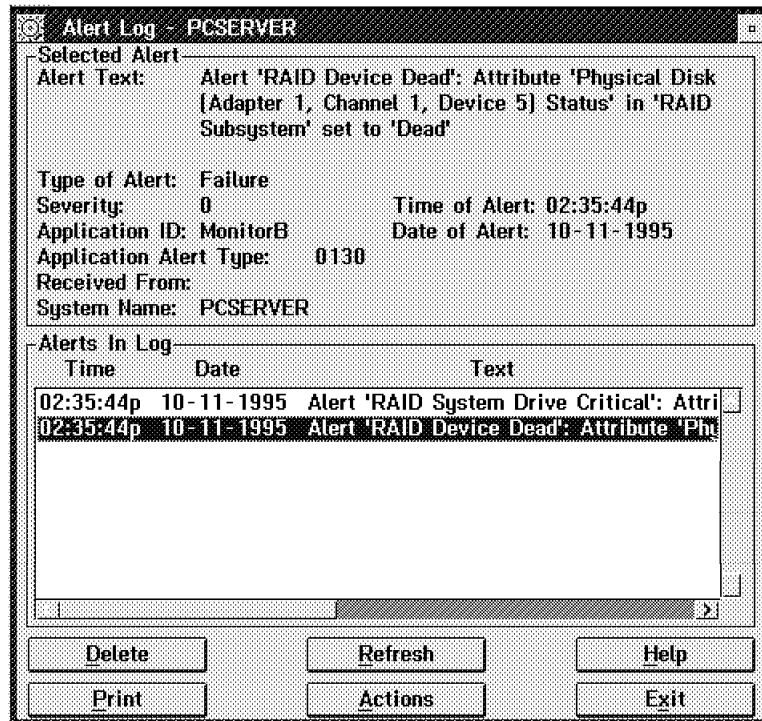 Alert Log - PCSERVER
Selected Alert
Alert Text: Alert 'RAID Device Dead': Attribute 'Physical Disk
(Adapter 1, Channel 1, Device 5) Status' in 'RAID
Subsystem' set to 'Dead'
Type of Alert: Failure
Severity: 0 Time of Alert: 02:35:44p
Application ID: MonitorB Date of Alert: 10-11-1995
Application Alert Type: 0130
Received From:
System Name: PCSERVER
Alerts In Log
Time Date Text
02:35:44p 10-11-1995 Alert 'RAID System Drive Critical': Attri
02:35:44p 10-11-1995 Alert 'RAID Device Dead': Attribute 'Phy
Delete Refresh Help
Print Actions Exit